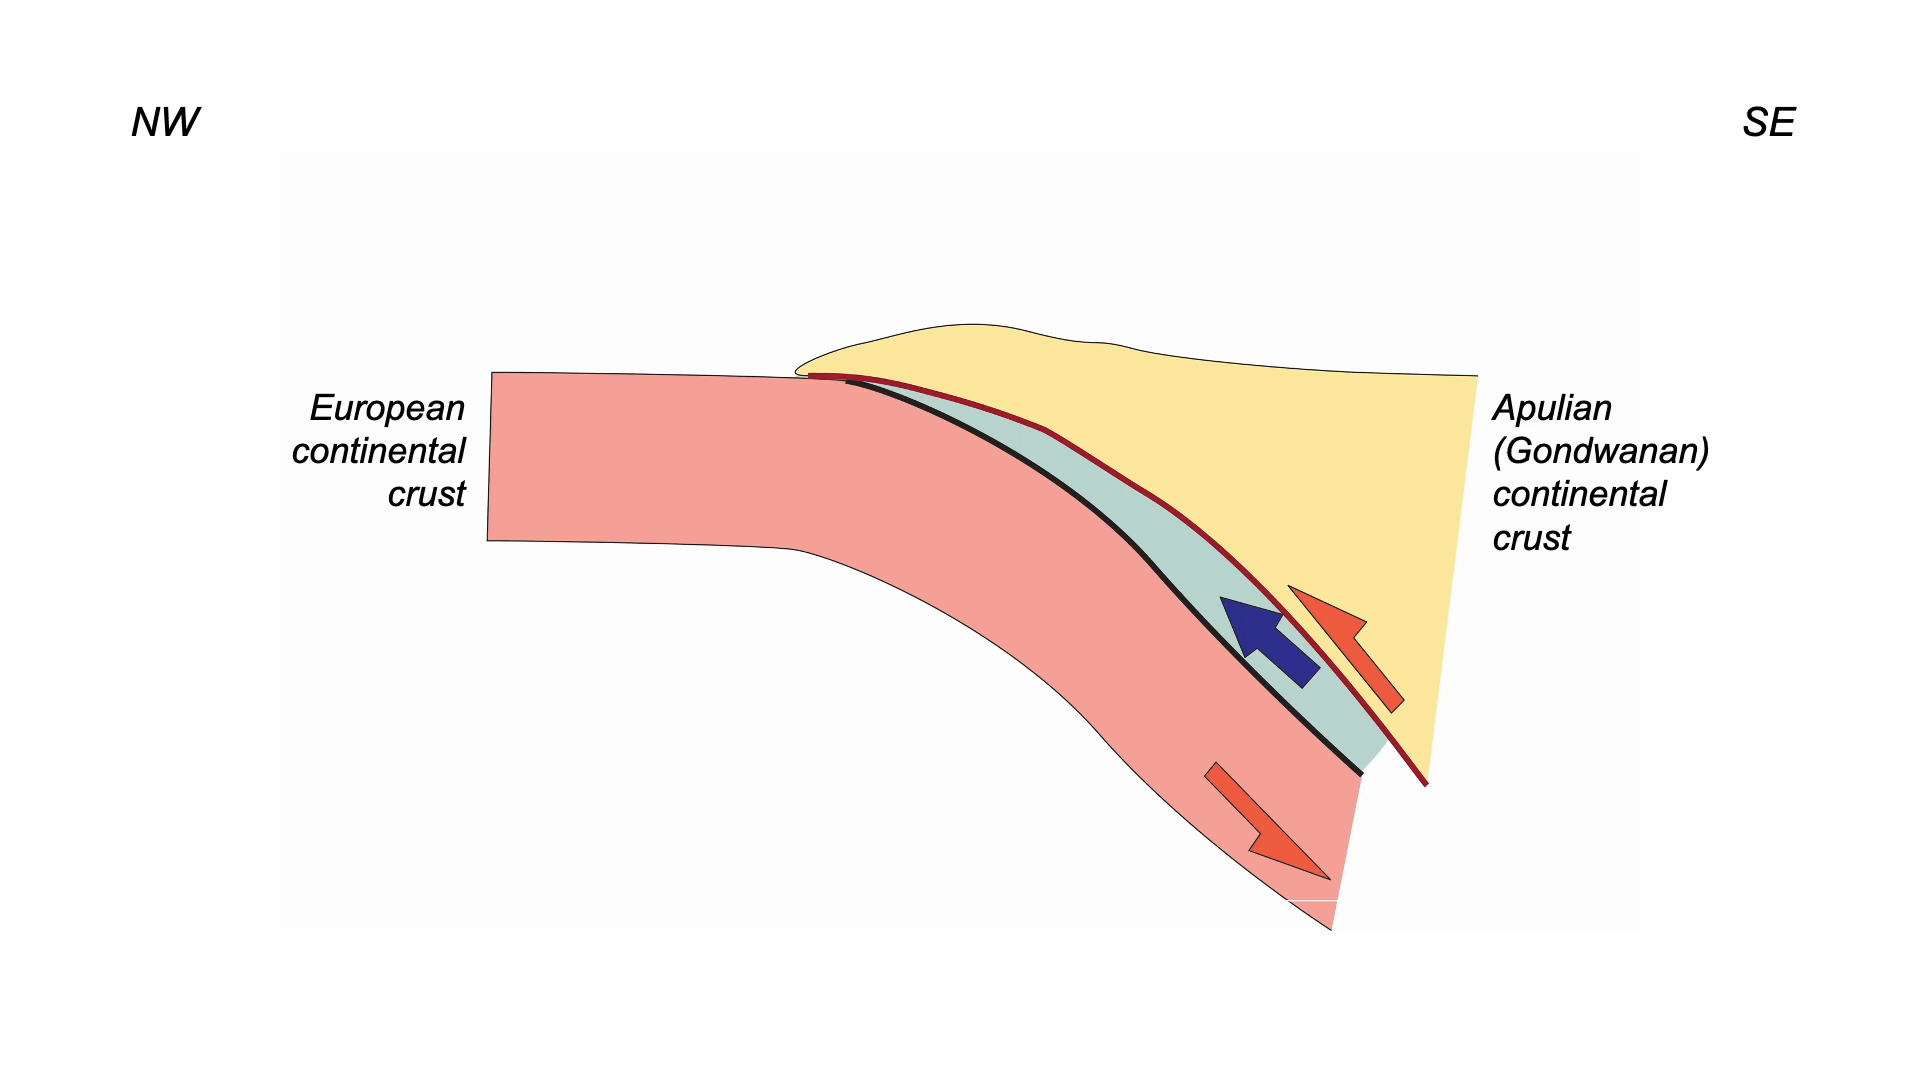 NW
SE
European
continental
crust
Apulian
(Gondwanan)
continental
crust